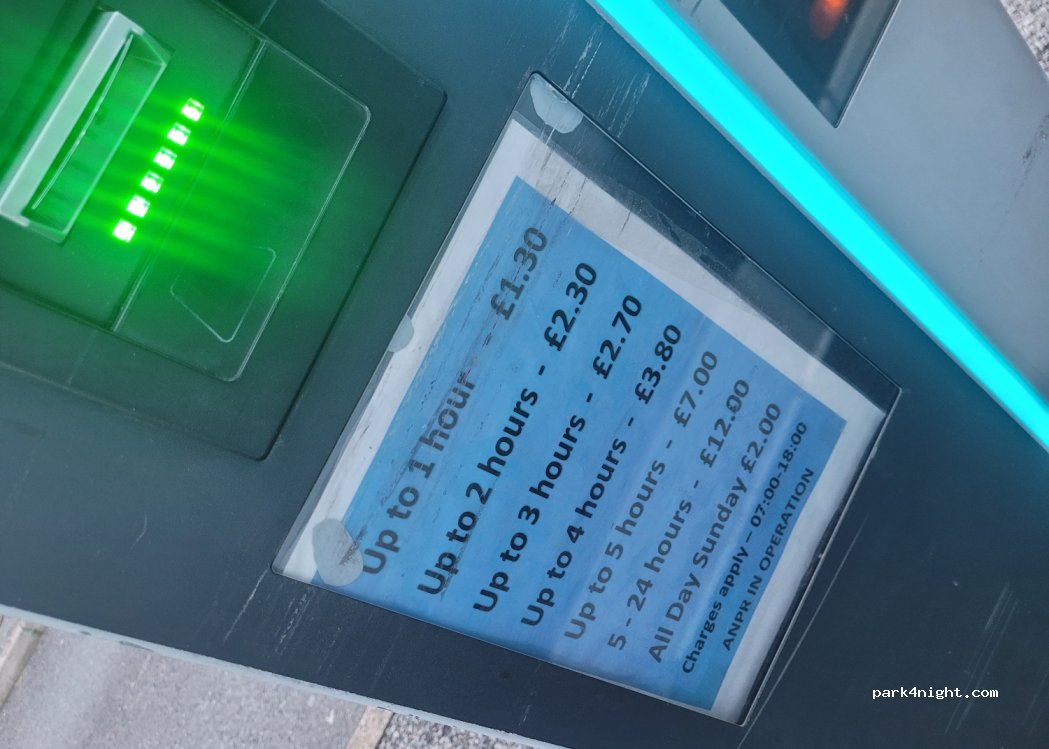 Up to 1 hour - £1.30
Up to 2 hours - £2.30
Up to 3 hours - £2.70
Up to 4 hours - £3.80
Up to 5 hours - £7.00
5 - 24 hours - £12.00
All Day Sunday £2.00
Charges apply – 07:00-18:00
ANPR IN OPERATION
park4night.com